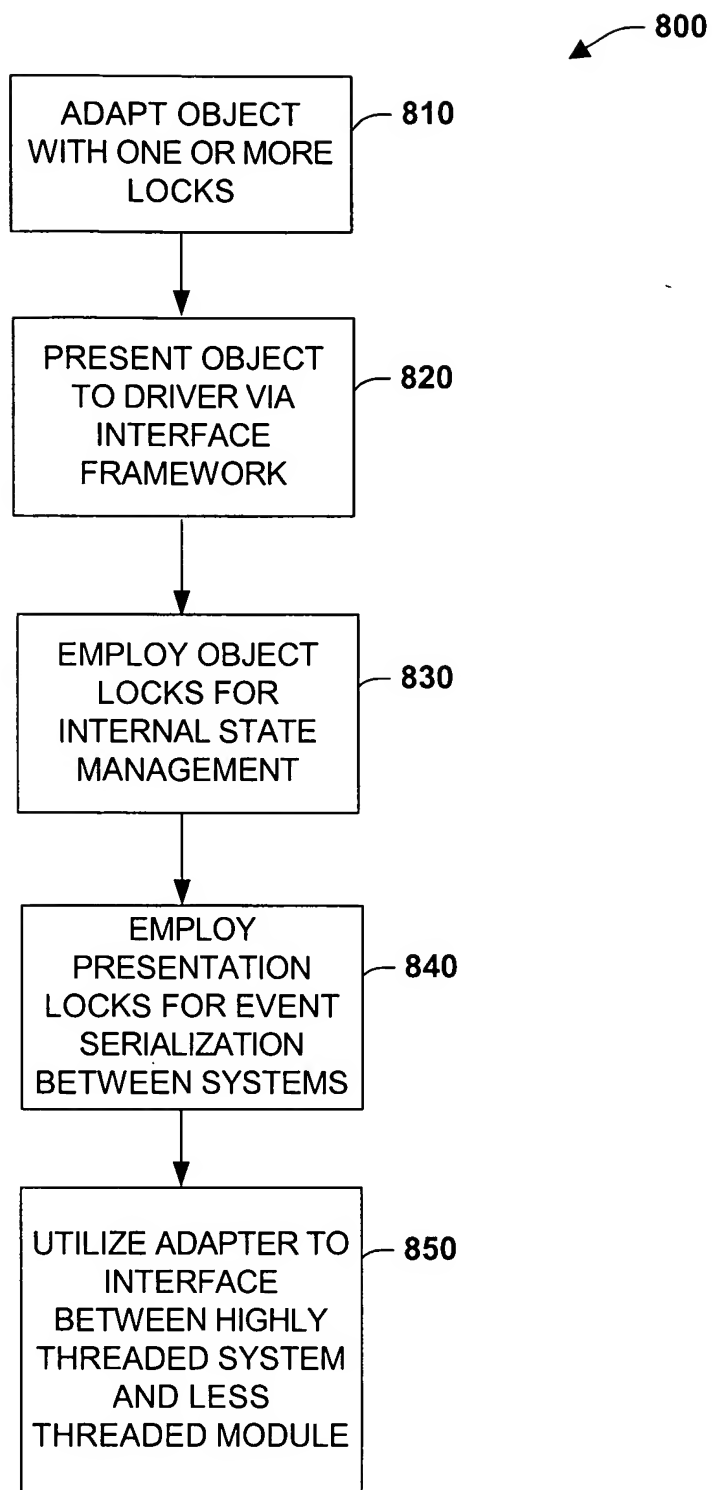 800
ADAPT OBJECT
WITH ONE OR MORE
LOCKS
810
PRESENT OBJECT
TO DRIVER VIA
INTERFACE
FRAMEWORK
820
EMPLOY OBJECT
LOCKS FOR
INTERNAL STATE
MANAGEMENT
830
EMPLOY
PRESENTATION
LOCKS FOR EVENT
SERIALIZATION
BETWEEN SYSTEMS
840
UTILIZE ADAPTER TO
INTERFACE
BETWEEN HIGHLY
THREADED SYSTEM
AND LESS
THREADED MODULE
850